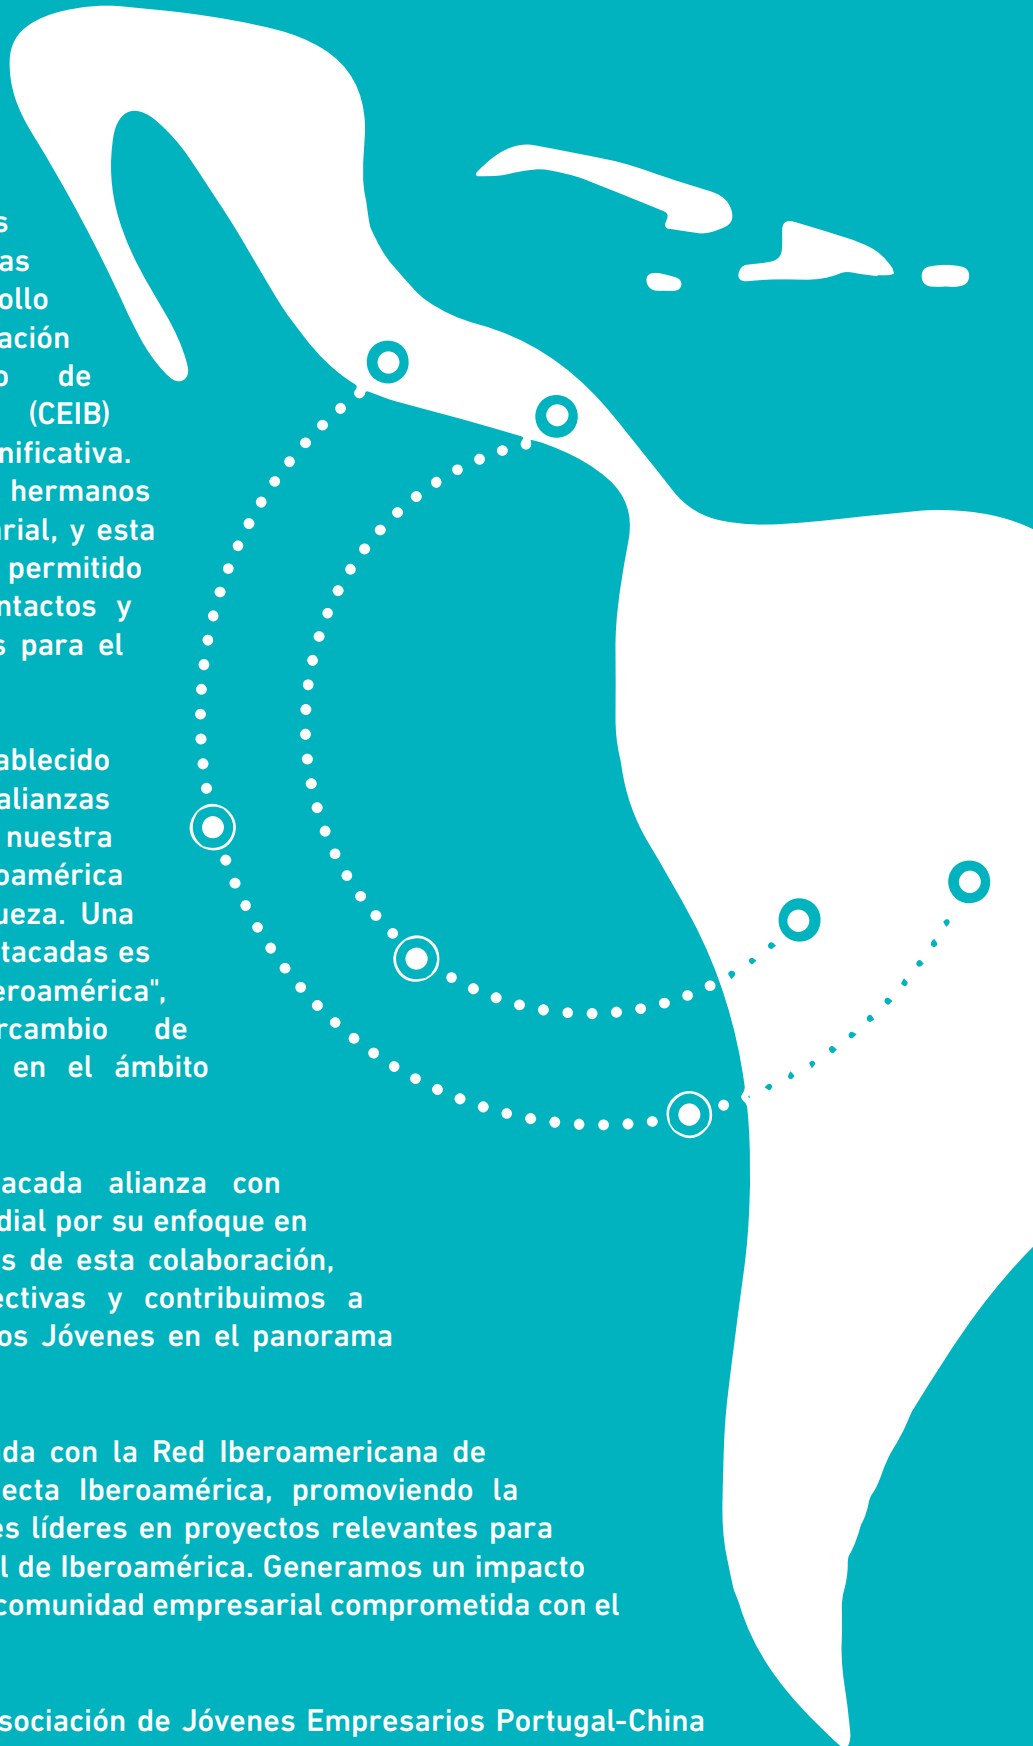 s
as
ollo
ación
o de
(CEIB)
nificativa.
hermanos
arial, y esta
permitido
ntactos y
s para el
ablecido
alianzas
nuestra
oamérica
ueza. Una
tacadas es
eroamérica",
rcambio de
en el ámbito
acada alianza con
dial por su enfoque en
s de esta colaboración,
ectivas y contribuimos a
os Jóvenes en el panorama
da con la Red Iberoamericana de
ecta Iberoamérica, promoviendo la
es líderes en proyectos relevantes para
l de Iberoamérica. Generamos un impacto
comunidad empresarial comprometida con el
sociación de Jóvenes Empresarios Portugal-China